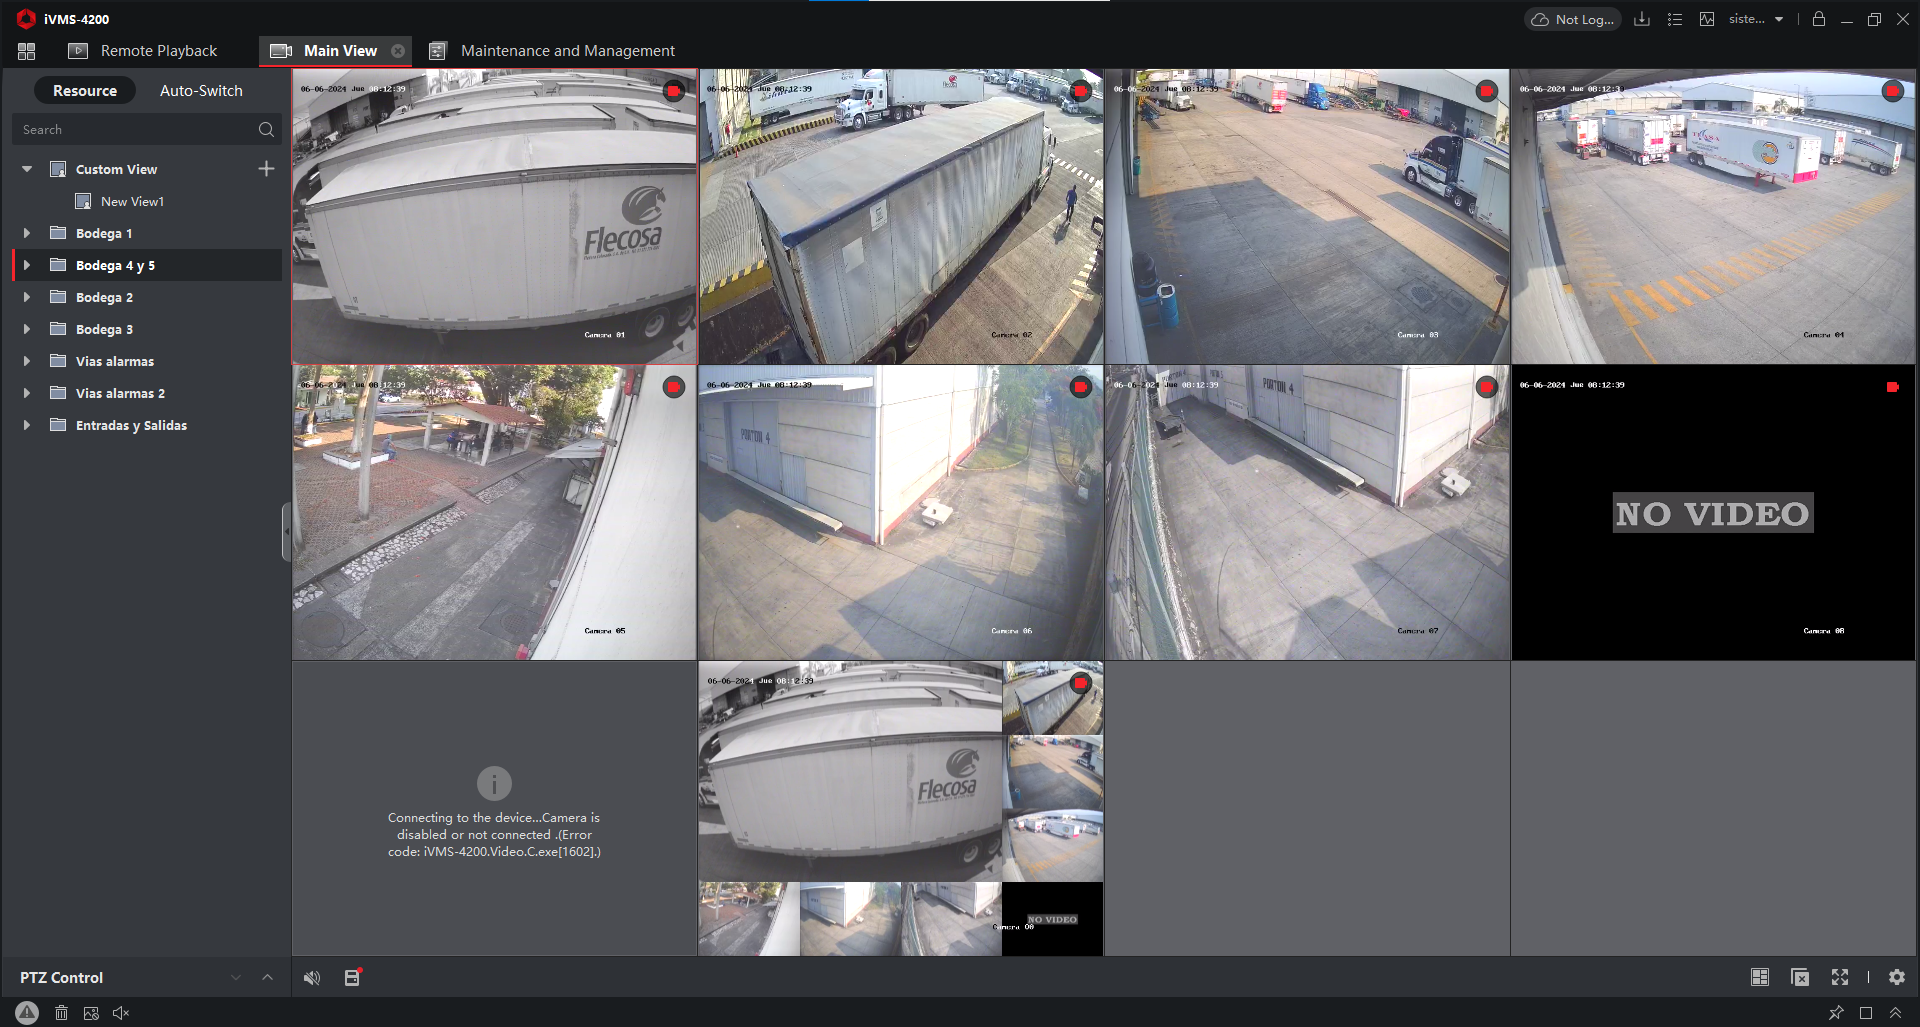 iVMS-4200
Not Log...
siste...
Remote Playback
Main View
Maintenance and Management
Resource
Auto-Switch
Search
Custom View
New View1
Bodega 1
Bodega 4 y 5
Bodega 2
Bodega 3
Vias alarmas
Vias alarmas 2
Entradas y Salidas
06-06-2024 Jue 08:12:39
Flecosa
Camera 01
06-06-2024 Jue 08:12:39
Camera 02
06-06-2024 Jue 08:12:39
Camera 03
06-06-2024 Jue 08:12:3
Camera 04
06-06-2024 Jue 08:12:39
Camera 05
06-06-2024 Jue 08:12:39
PORTON 4
Camera 06
06-06-2024 Jue 08:12:39
PORTON 4
Camera 07
06-06-2024 Jue 08:12:39
NO VIDEO
Camera 08
Connecting to the device...Camera is
disabled or not connected .(Error
code: iVMS-4200.Video.C.exe[1602].)
06-06-2024 Jue 08:12:39
Flecosa
NO VIDEO
Camera 08
PTZ Control